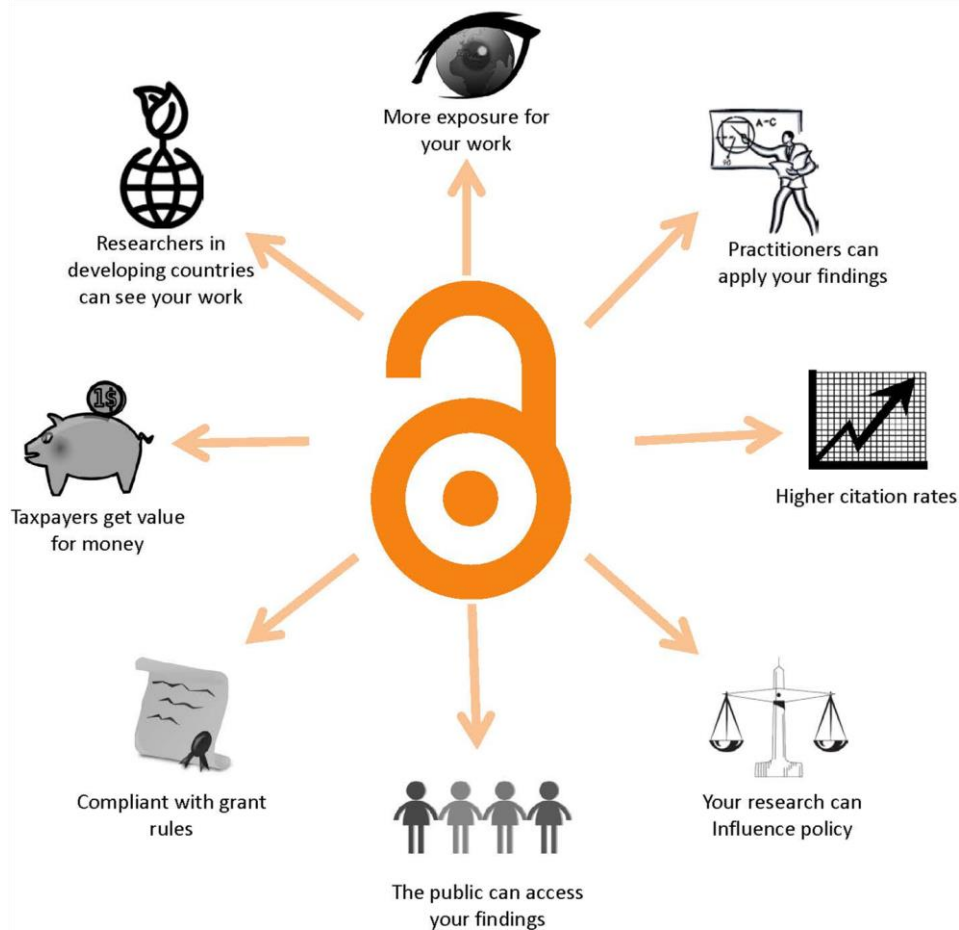 More exposure for
your work
A-C
Practitioners can
apply your findings
Higher citation rates
Your research can
Influence policy
The public can access
your findings
Compliant with grant
rules
1$
Taxpayers get value
for money
Researchers in
developing countries
can see your work